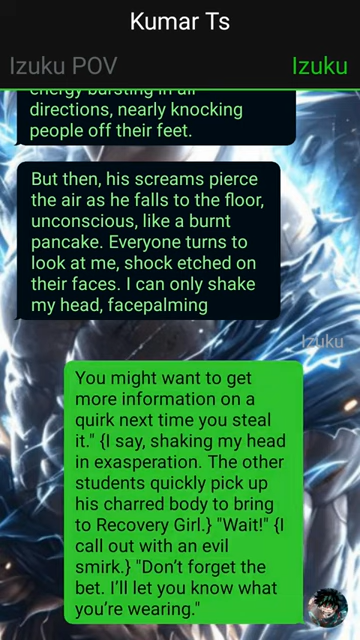 Kumar Ts
Izuku POV
Izuku
energy bursting in all
directions, nearly knocking
people off their feet.
But then, his screams pierce
the air as he falls to the floor,
unconscious, like a burnt
pancake. Everyone turns to
look at me, shock etched on
their faces. I can only shake
my head, facepalming
Izuku
You might want to get
more information on a
quirk next time you steal
it." {I say, shaking my head
in exasperation. The other
students quickly pick up
his charred body to bring
to Recovery Girl.} "Wait!" {I
call out with an evil
smirk.} "Don't forget the
bet. I'll let you know what
you're wearing."